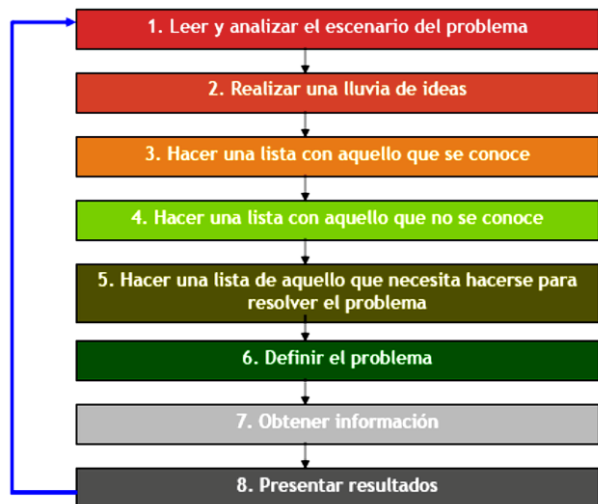 1. Leer y analizar el escenario del problema
2. Realizar una lluvia de ideas
3. Hacer una lista con aquello que se conoce
4. Hacer una lista con aquello que no se conoce
5. Hacer una lista de aquello que necesita hacerse para
resolver el problema
6. Definir el problema
7. Obtener información
8. Presentar resultados